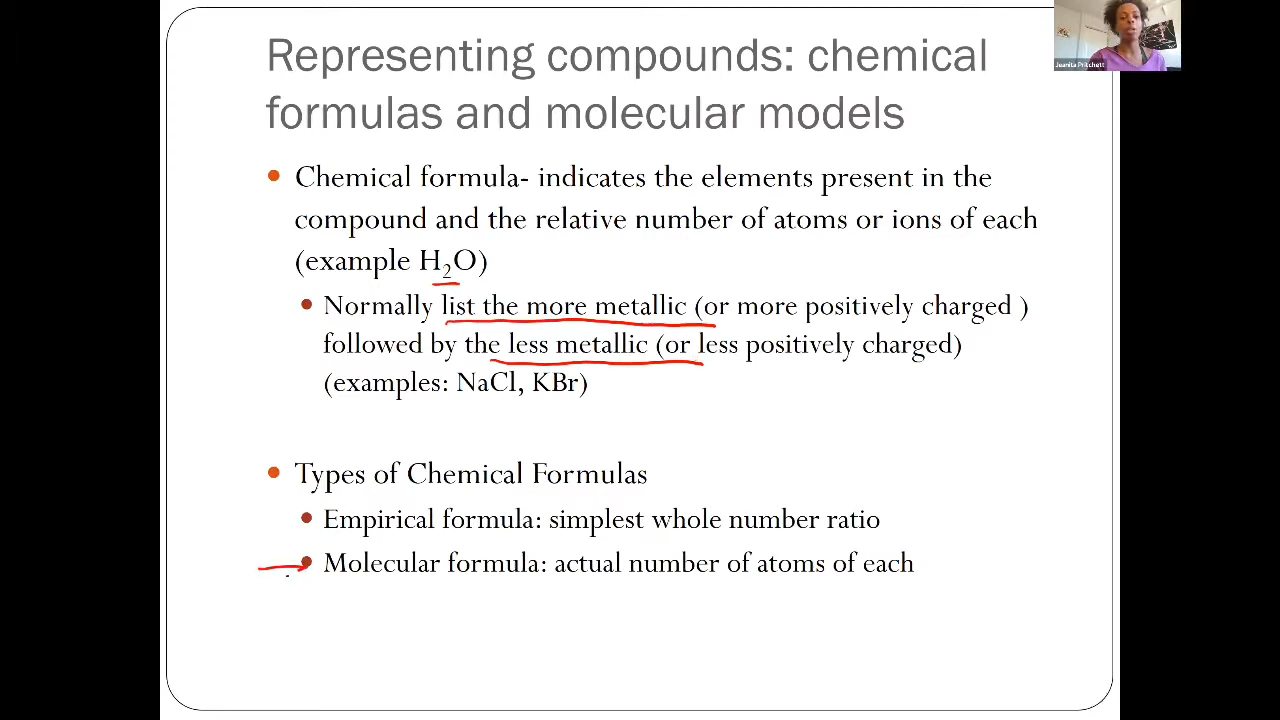 Representing compounds: chemical
formulas and molecular models
Jeanita Pritchett
• Chemical formula- indicates the elements present in the
compound and the relative number of atoms or ions of each
(example H₂O)
• Normally list the more metallic (or more positively charged )
followed by the less metallic (or less positively charged)
(examples: NaCl, KBr)
• Types of Chemical Formulas
• Empirical formula: simplest whole number ratio
• Molecular formula: actual number of atoms of each